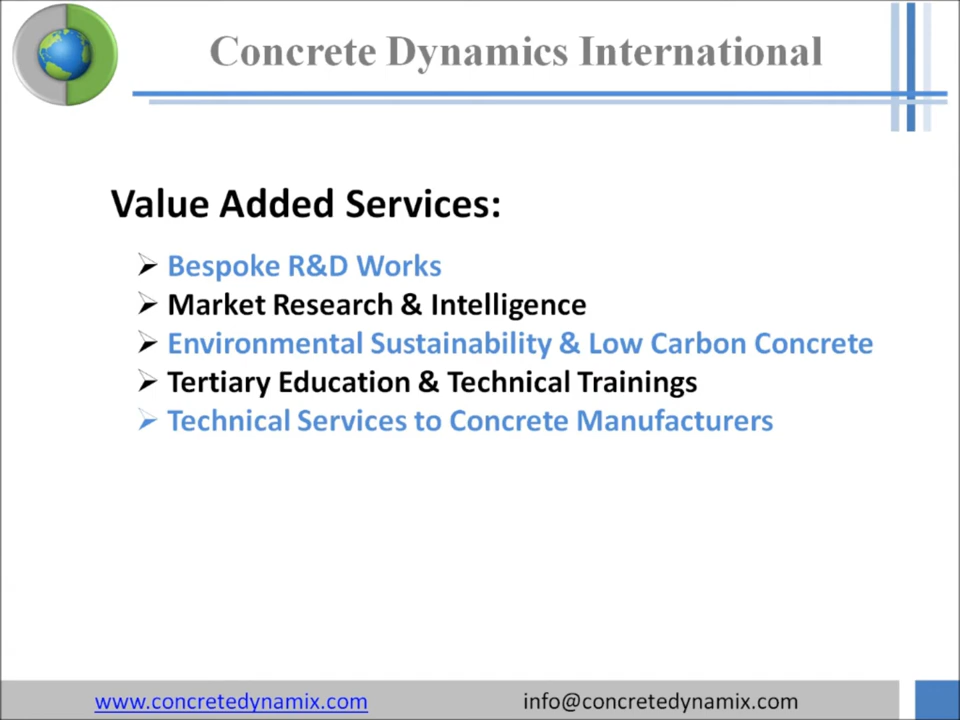 Concrete Dynamics International
Value Added Services:
➢ Bespoke R&D Works
➢ Market Research & Intelligence
➢ Environmental Sustainability & Low Carbon Concrete
➢ Tertiary Education & Technical Trainings
➢ Technical Services to Concrete Manufacturers
www.concretedynamix.com info@concretedynamix.com